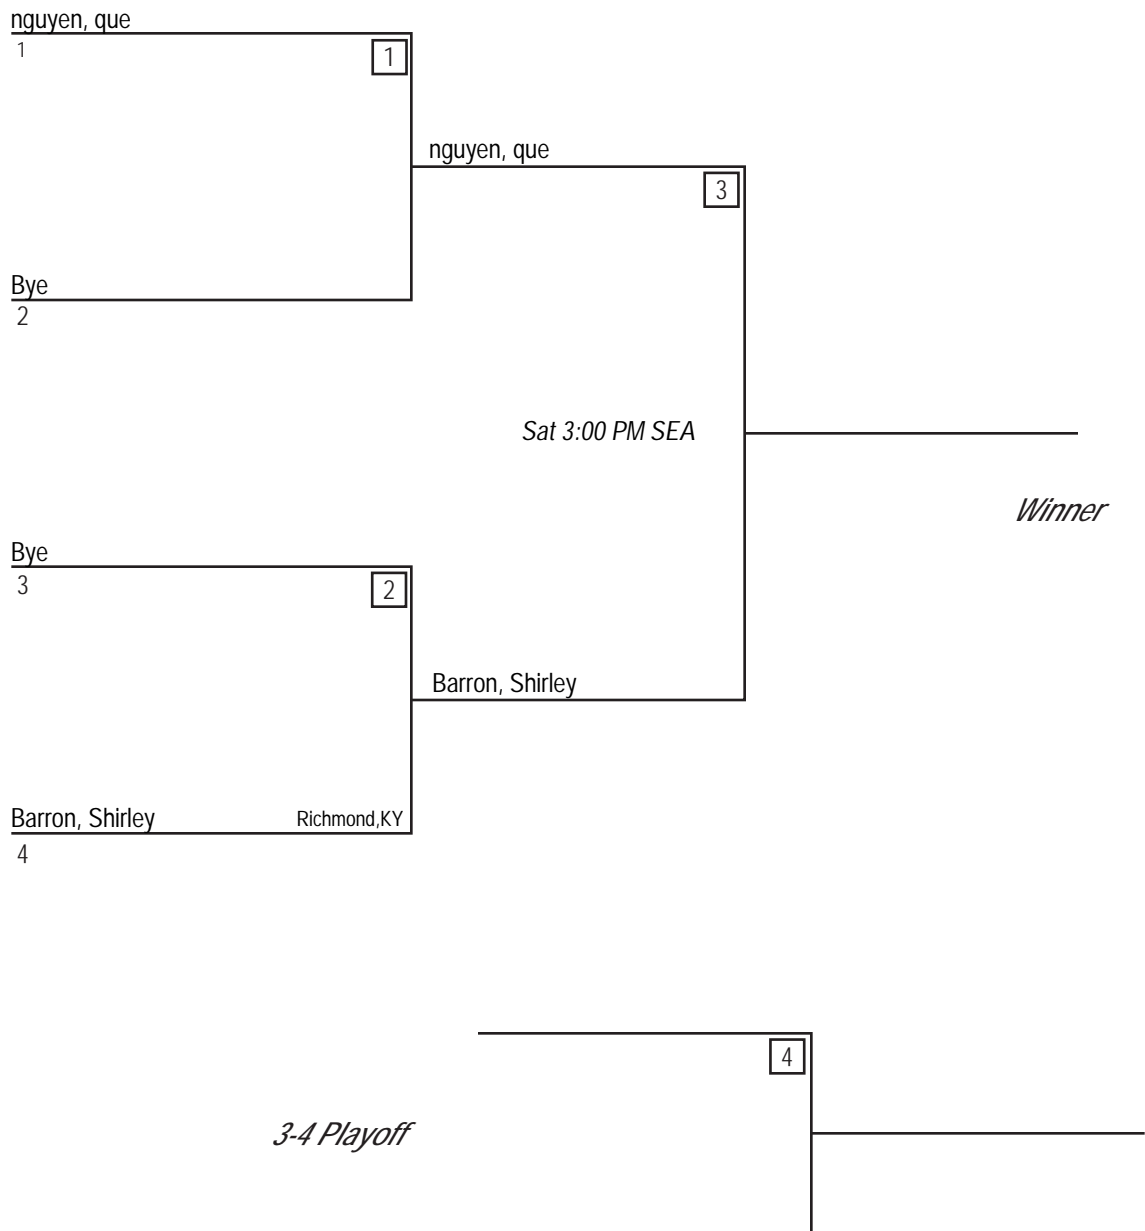 nguyen, que
1
1
nguyen, que
3
Bye
2
Sat 3:00 PM SEA
Winner
Bye
3
2
Barron, Shirley
Barron, Shirley Richmond,KY
4
4
3-4 Playoff